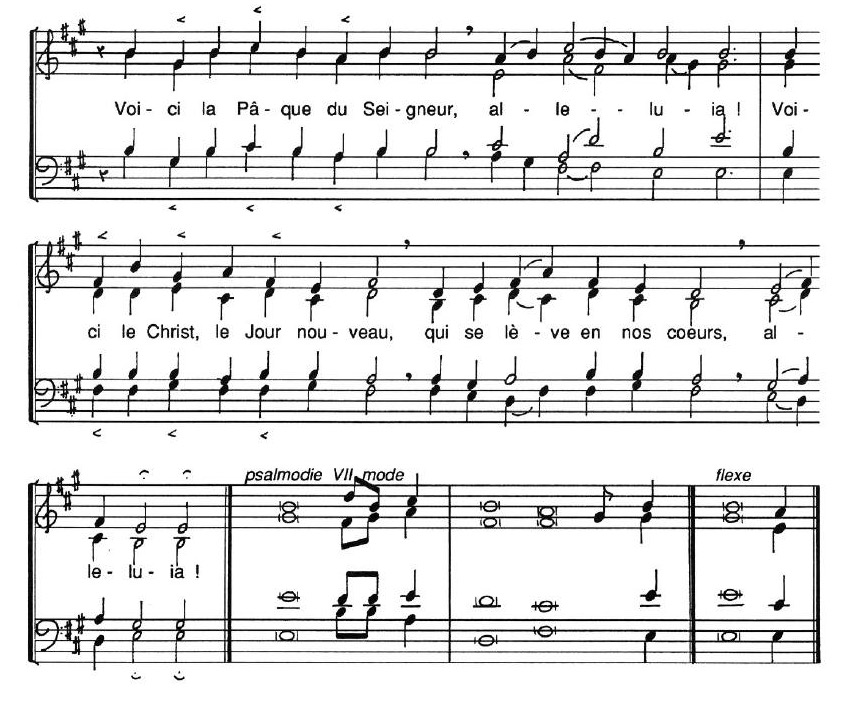 Voi - ci la Pâ - que du Sei - gneur, al - le - - lu - ia ! Voi -
ci le Christ, le Jour nou - veau, qui se lè - ve en nos coeurs, al -
psalmodie VII mode flexe
le - lu - ia !